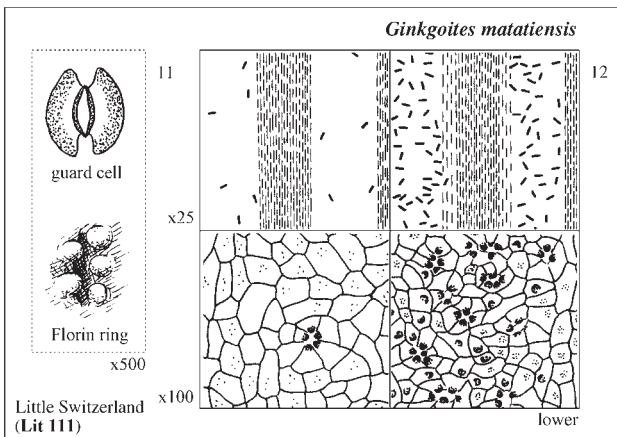 Ginkgoites matatiensis
11
12
guard cell
x25
Florin ring
x500
x100
Little Switzerland
(Lit 111)
lower